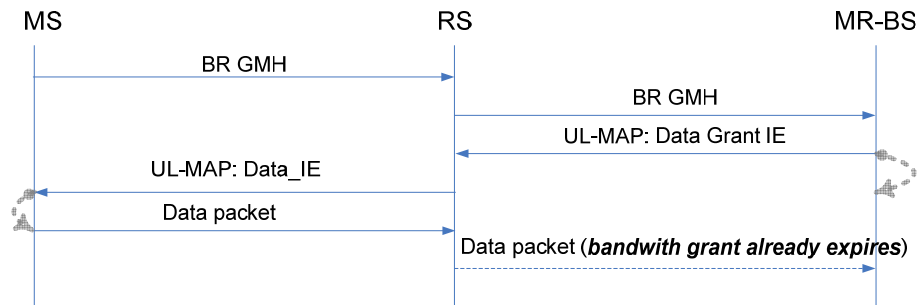 MS RS MR-BS
BR GMH
BR GMH
UL-MAP: Data Grant IE
UL-MAP: Data_IE
Data packet
Data packet (bandwith grant already expires)